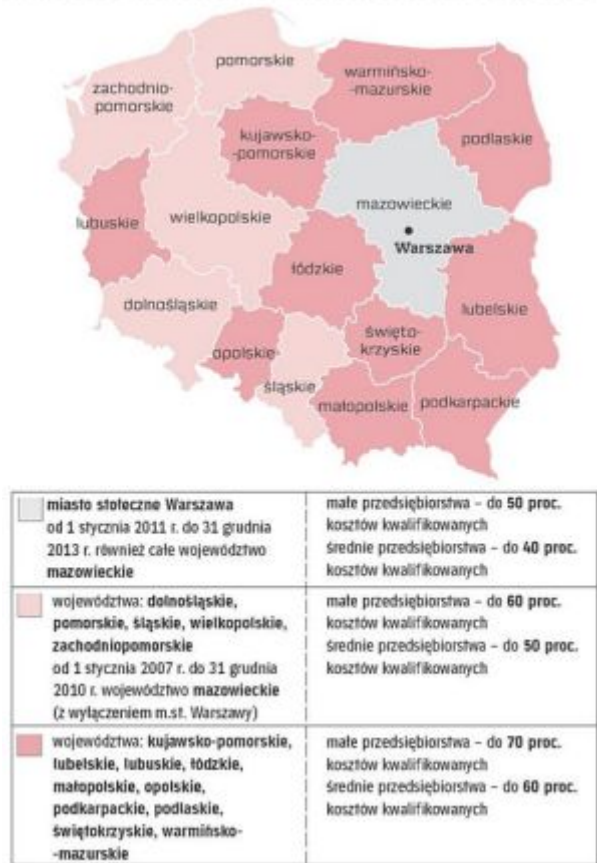 pomorskie
warmińsko-
-mazurskie
zachodnio-
pomorskie
kujawsko-
-pomorskie
podlaskie
mazowieckie
lubuskie
wielkopolskie
Warszawa
łódzkie
dolnośląskie
lubelskie
święto-
krzyskie
opolskie
śląskie
małopolskie
podkarpackie
miasto stołeczne Warszawa
od 1 stycznia 2011 r. do 31 grudnia
2013 r. również całe województwo
mazowieckie
małe przedsiębiorstwa – do 50 proc.
kosztów kwalifikowanych
średnie przedsiębiorstwa – do 40 proc.
kosztów kwalifikowanych
województwa: dolnośląskie,
pomorskie, śląskie, wielkopolskie,
zachodniopomorskie
od 1 stycznia 2007 r. do 31 grudnia
2010 r. województwo mazowieckie
(z wyłączeniem m.st. Warszawy)
małe przedsiębiorstwa – do 60 proc.
kosztów kwalifikowanych
średnie przedsiębiorstwa – do 50 proc.
kosztów kwalifikowanych
województwa: kujawsko-pomorskie,
lubelskie, lubuskie, łódzkie,
małopolskie, opolskie,
podkarpackie, podlaskie,
świętokrzyskie, warmińsko-
-mazurskie
małe przedsiębiorstwa – do 70 proc.
kosztów kwalifikowanych
średnie przedsiębiorstwa – do 60 proc.
kosztów kwalifikowanych